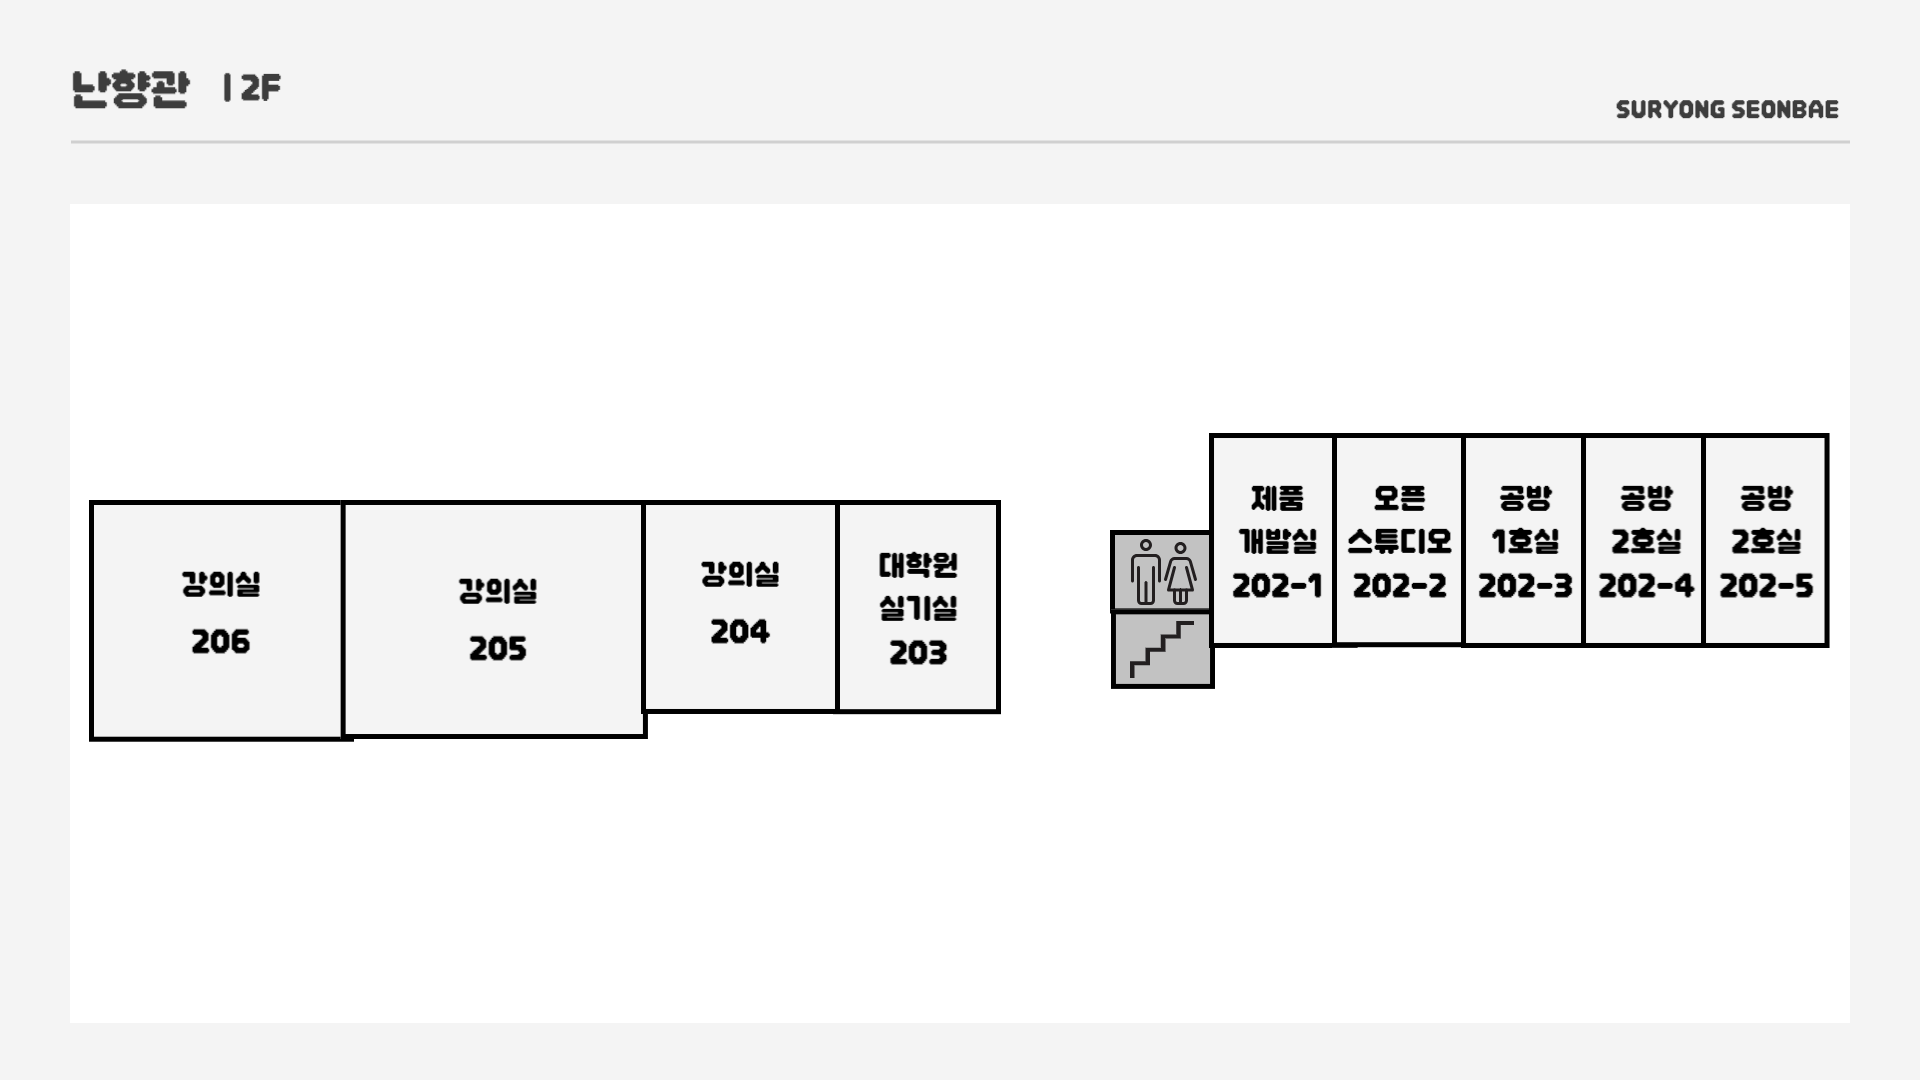 난향관 | 2F
SURYONG SEONBAE
강의실
206
강의실
205
강의실
204
대학원
실기실
203
제품
개발실
202-1
오픈
스튜디오
202-2
공방
1호실
202-3
공방
2호실
202-4
공방
2호실
202-5